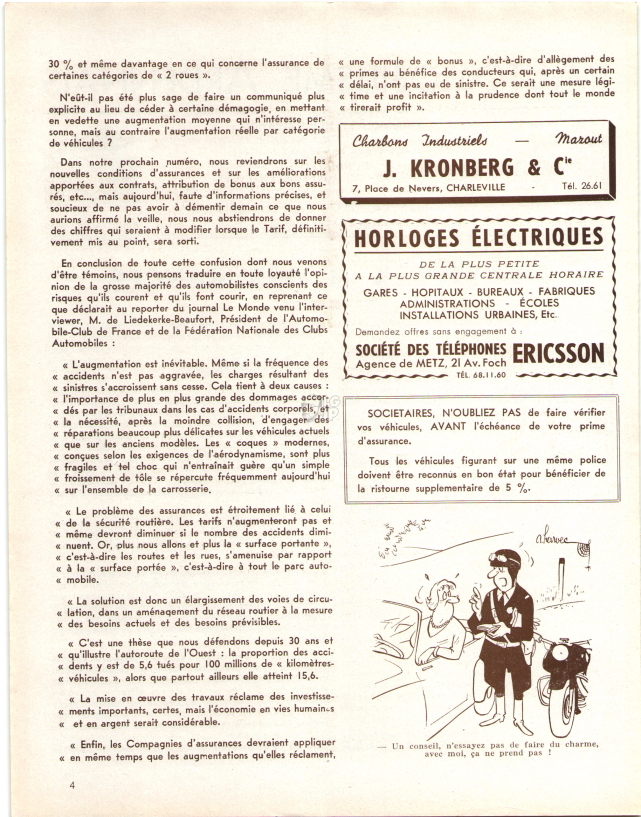 30 % et même davantage en ce qui concerne l'assurance de
certaines catégories de « 2 roues ».
N'eût-il pas été plus sage de faire un communiqué plus
explicite au lieu de céder à certaine démagogie, en mettant
en vedette une augmentation moyenne qui n'intéresse per-
sonne, mais au contraire l'augmentation réelle par catégorie
de véhicules ?
Dans notre prochain numéro, nous reviendrons sur les
nouvelles conditions d'assurances et sur les améliorations
apportées aux contrats, attribution de bonus aux bons assu-
rés, etc..., mais aujourd'hui, faute d'informations précises, et
soucieux de ne pas avoir à démentir demain ce que nous
aurions affirmé la veille, nous nous abstiendrons de donner
des chiffres qui seraient à modifier lorsque le Tarif, définiti-
vement mis au point, sera sorti.
En conclusion de toute cette confusion dont nous venons
d'être témoins, nous pensons traduire en toute loyauté l'opi-
nion de la grosse majorité des automobilistes conscients des
risques qu'ils courent et qu'ils font courir, en reprenant ce
que déclarait au reporter du journal Le Monde venu l'inter-
viewer, M. de Liedekerke-Beaufort, Président de l'Automo-
bile-Club de France et de la Fédération Nationale des Clubs
Automobiles :
« L'augmentation est inévitable. Même si la fréquence des
« accidents n'est pas aggravée, les charges résultant des
« sinistres s'accroissent sans cesse. Cela tient à deux causes :
« l'importance de plus en plus grande des dommages accor-
« dés par les tribunaux dans les cas d'accidents corporels et
« la nécessité, après la moindre collision, d'engager des
« réparations beaucoup plus délicates sur les véhicules actuels
« que sur les anciens modèles. Les « coques » modernes,
« conçues selon les exigences de l'aérodynamisme, sont plus
« fragiles et tel choc qui n'entraînait guère qu'un simple
« froissement de tôle se répercute fréquemment aujourd'hui
« sur l'ensemble de la carrosserie.
« Le problème des assurances est étroitement lié à celui
« de la sécurité routière. Les tarifs n'augmenteront pas et
« même devront diminuer si le nombre des accidents dimi-
« nuent. Or, plus nous allons et plus la « surface portante »,
« c'est-à-dire les routes et les rues, s'amenuise par rapport
« à la « surface portée », c'est-à-dire à tout le parc auto-
« mobile.
« La solution est donc un élargissement des voies de circu-
« lation, dans un aménagement du réseau routier à la mesure
« des besoins actuels et des besoins prévisibles.
« C'est une thèse que nous défendons depuis 30 ans et
« qu'illustre l'autoroute de l'Ouest : la proportion des acci-
« dents y est de 5,6 tués pour 100 millions de « kilomètres-
« véhicules », alors que partout ailleurs elle atteint 15,6.
« La mise en œuvre des travaux réclame des investisse-
« ments importants, certes, mais l'économie en vies humaines
« et en argent serait considérable.
« Enfin, les Compagnies d'assurances devraient appliquer
« en même temps que les augmentations qu'elles réclament,
4
« une formule de « bonus », c'est-à-dire d'allègement des
« primes au bénéfice des conducteurs qui, après un certain
« délai, n'ont pas eu de sinistre. Ce serait une mesure légi-
« time et une incitation à la prudence dont tout le monde
« tirerait profit ».
Charbons Industriels — Mazout
J. KRONBERG & Cie
7, Place de Nevers, CHARLEVILLE - Tél. 26.61
HORLOGES ÉLECTRIQUES
DE LA PLUS PETITE
A LA PLUS GRANDE CENTRALE HORAIRE
GARES - HOPITAUX - BUREAUX - FABRIQUES
ADMINISTRATIONS - ÉCOLES
INSTALLATIONS URBAINES, Etc.
Demandez offres sans engagement à :
SOCIÉTÉ DES TÉLÉPHONES ERICSSON
Agence de METZ, 21 Av. Foch
TÉL. 68.11.60
SOCIETAIRES, N'OUBLIEZ PAS de faire vérifier
vos véhicules, AVANT l'échéance de votre prime
d'assurance.
Tous les véhicules figurant sur une même police
doivent être reconnus en bon état pour bénéficier de
la ristourne supplementaire de 5 %.
— Un conseil, n'essayez pas de faire du charme,
avec moi, ça ne prend pas !